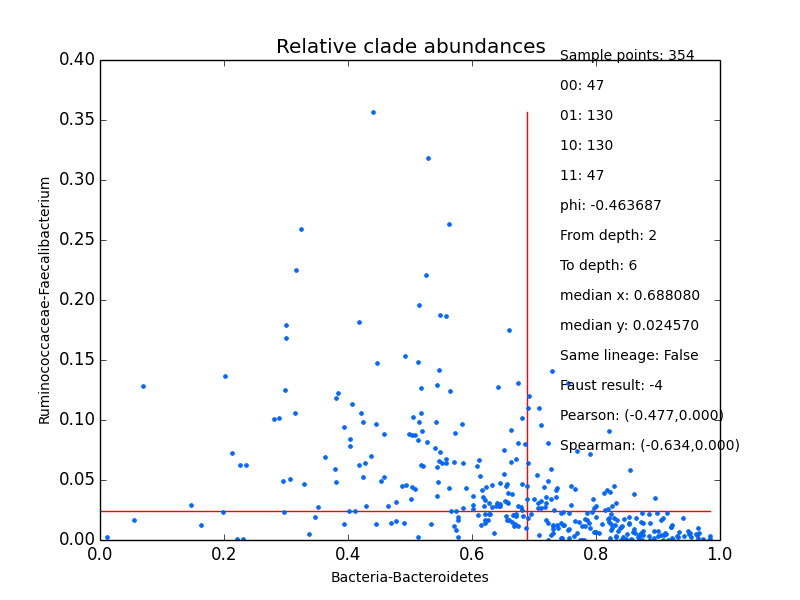 Relative clade abundances
Sample points: 354
00: 47
01: 130
10: 130
11: 47
phi: -0.463687
From depth: 2
To depth: 6
median x: 0.688080
median y: 0.024570
Same lineage: False
Faust result: -4
Pearson: (-0.477,0.000)
Spearman: (-0.634,0.000)
Ruminococcaceae-Faecalibacterium
0.40
0.35
0.30
0.25
0.20
0.15
0.10
0.05
0.00
0.0 0.2 0.4 0.6 0.8 1.0
Bacteria-Bacteroidetes